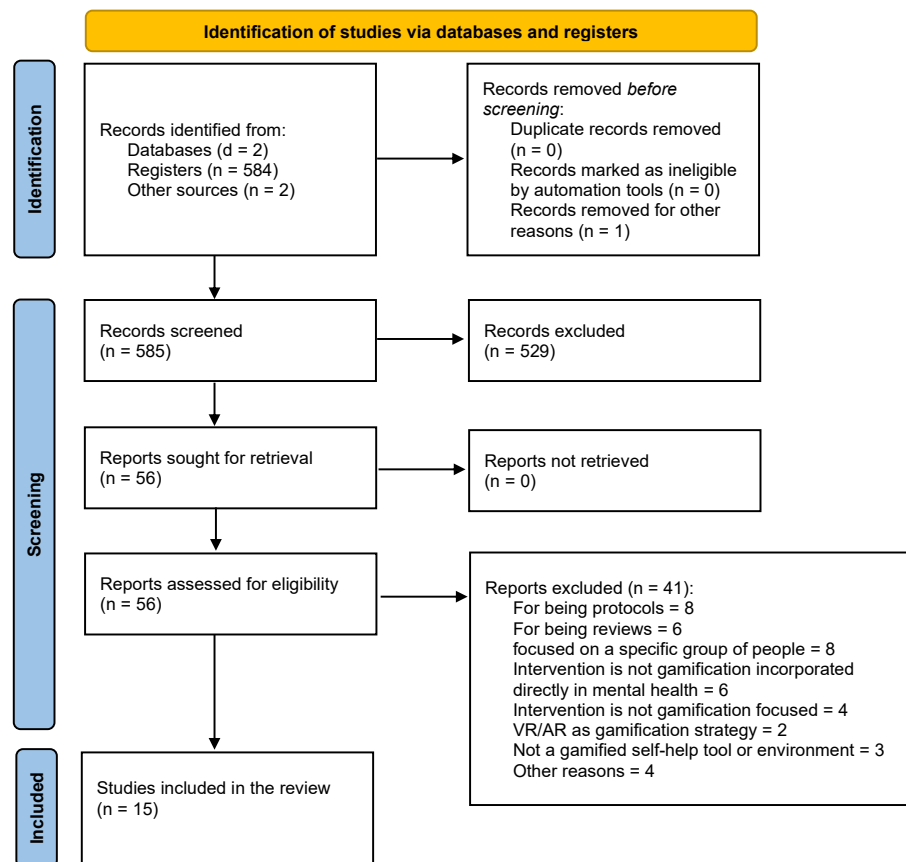 Identification of studies via databases and registers
Identification
Records identified from:
Databases (d = 2)
Registers (n = 584)
Other sources (n = 2)
Records removed before
screening:
Duplicate records removed
(n = 0)
Records marked as ineligible
by automation tools (n = 0)
Records removed for other
reasons (n = 1)
Screening
Records screened
(n = 585)
Records excluded
(n = 529)
Reports sought for retrieval
(n = 56)
Reports not retrieved
(n = 0)
Reports assessed for eligibility
(n = 56)
Reports excluded (n = 41):
For being protocols = 8
For being reviews = 6
focused on a specific group of people = 8
Intervention is not gamification incorporated
directly in mental health = 6
Intervention is not gamification focused = 4
VR/AR as gamification strategy = 2
Not a gamified self-help tool or environment = 3
Other reasons = 4
Included
Studies included in the review
(n = 15)